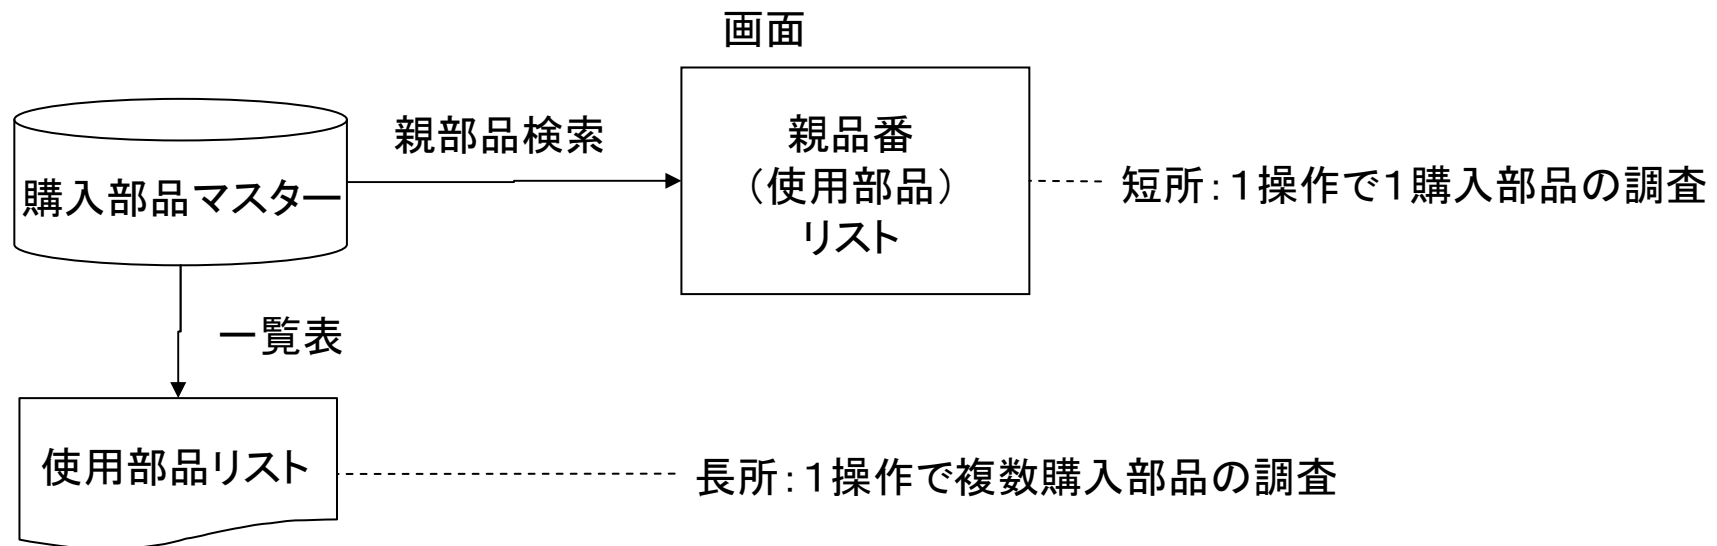 画面
親部品検索
親品番
（使用部品）
リスト
購入部品マスター
短所：１操作で１購入部品の調査
一覧表
使用部品リスト
長所：１操作で複数購入部品の調査